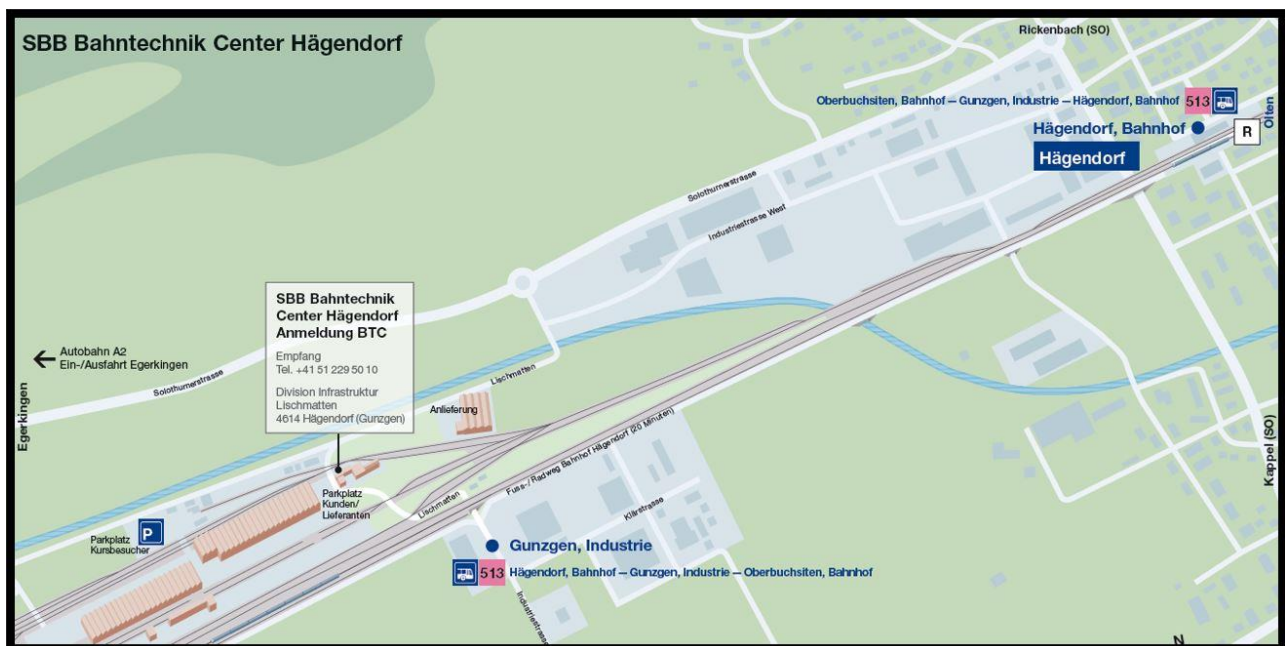 SBB Bahntechnik Center Hägendorf
Rickenbach (SO)
Oberbuchsiten, Bahnhof – Gunzgen, Industrie – Hägendorf, Bahnhof 513
Hägendorf, Bahnhof
R
Olten
Hägendorf
Solothurnerstrasse
Industriestrasse West
SBB Bahntechnik
Center Hägendorf
Anmeldung BTC
Empfang
Tel. +41 51 229 50 10
Division Infrastruktur
Lischmatten
4614 Hägendorf (Gunzgen)
Autobahn A2
Ein-/Ausfahrt Egerkingen
Egerkingen
Solothurnerstrasse
Lischmatten
Anlieferung
Fuss-/Radweg Bahnhof Hägendorf (20 Minuten)
Kappel (SO)
Parkplatz
Kunden/
Lieferanten
Lischmatten
Klärstrasse
P
Parkplatz
Kursbesucher
Gunzgen, Industrie
513 Hägendorf, Bahnhof – Gunzgen, Industrie – Oberbuchsiten, Bahnhof
Industriestrasse
N